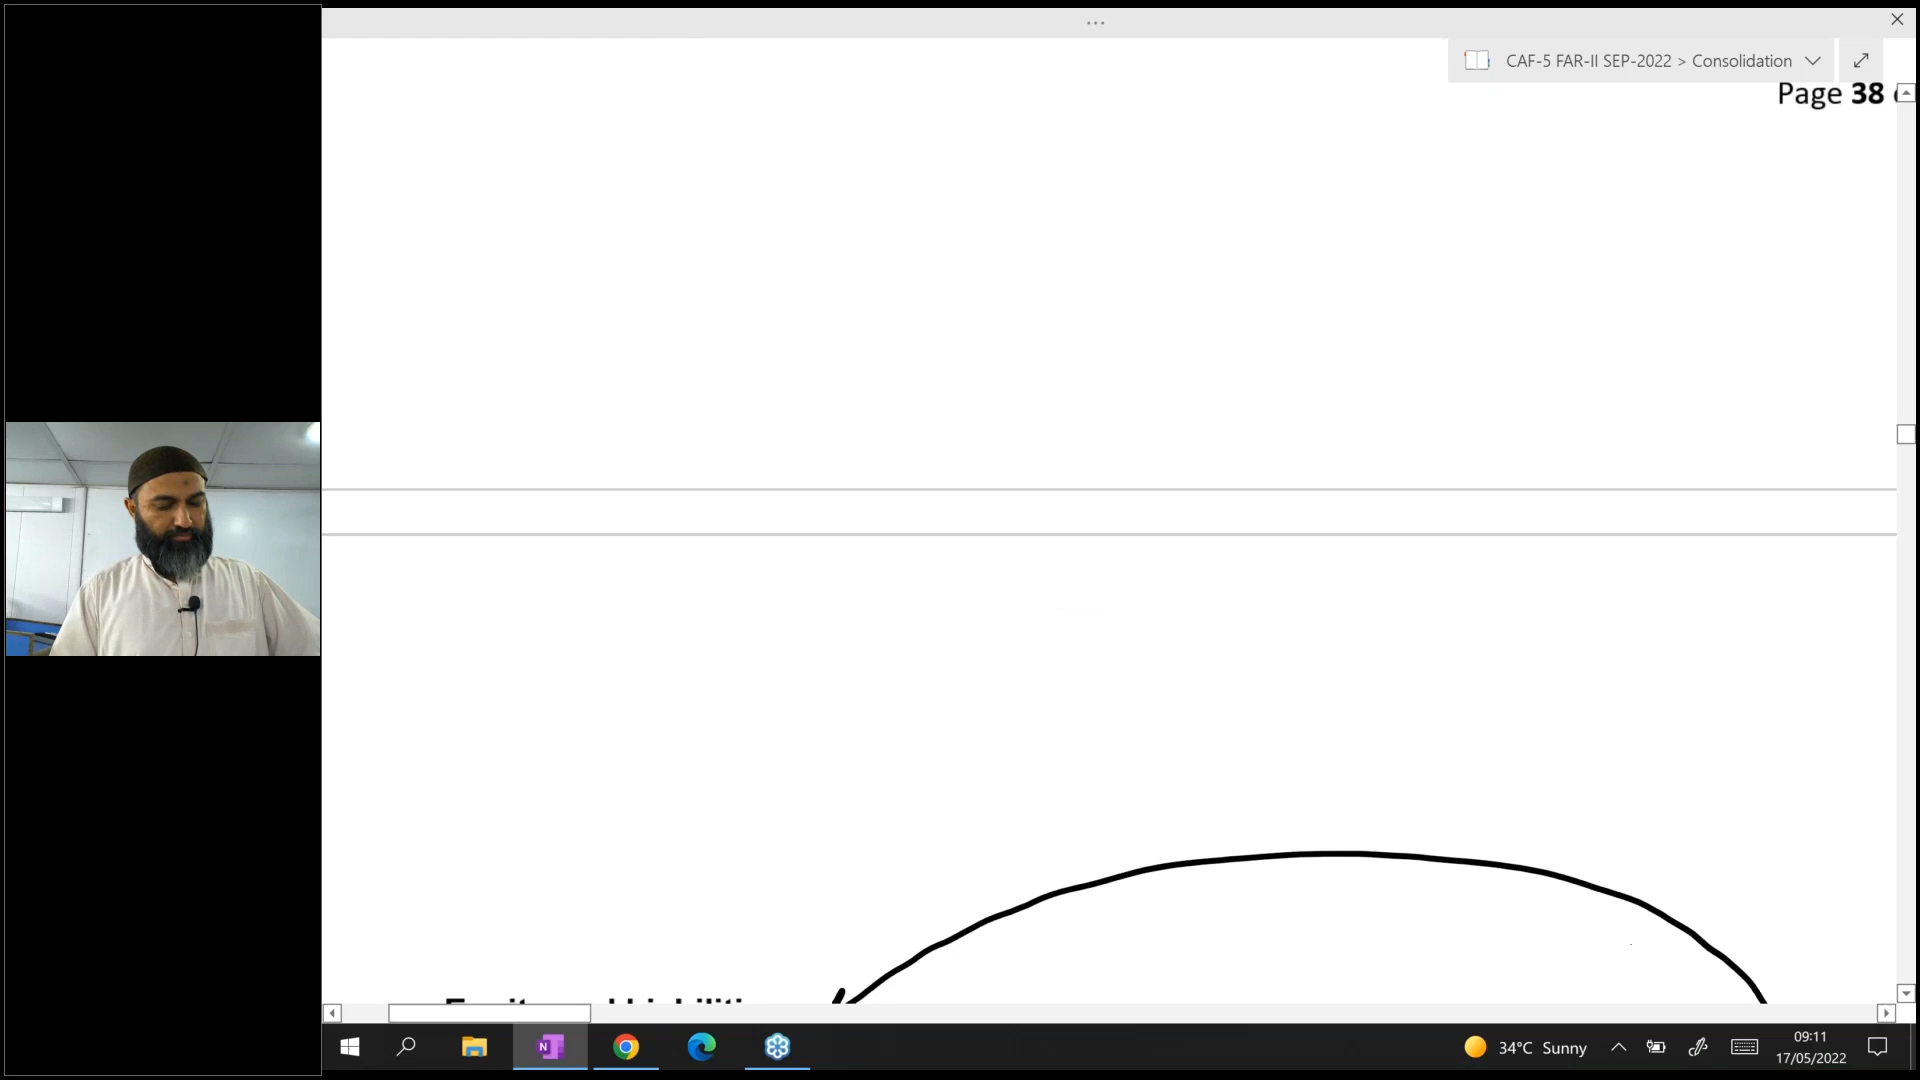 ...
CAF-5 FAR-II SEP-2022 > Consolidation
Page 38
34°C Sunny
09:11
17/05/2022